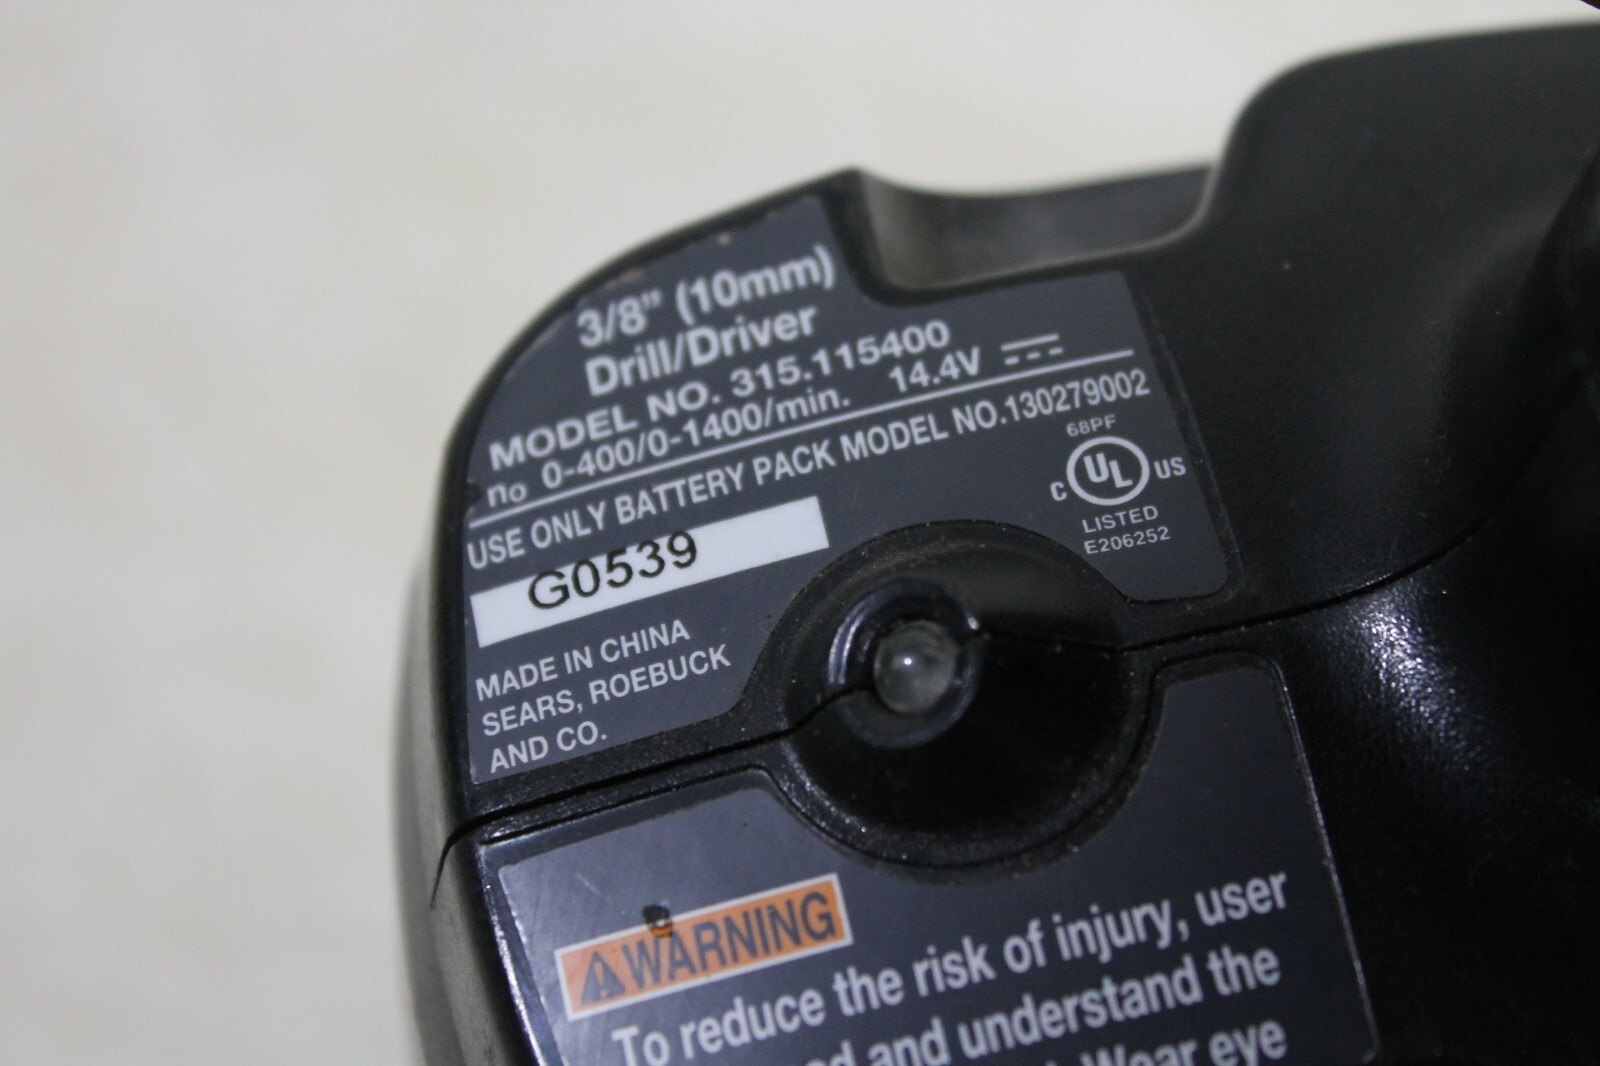 3/8" (10mm)
Drill/Driver
MODEL NO. 315.115400
no 0-400/0-1400/min. 14.4V
USE ONLY BATTERY PACK MODEL NO.130279002
68PF
C UL US
LISTED
E206252
G0539
MADE IN CHINA
SEARS, ROEBUCK
AND CO.
WARNING
To reduce the risk of injury, user
and understand the
Wear eye